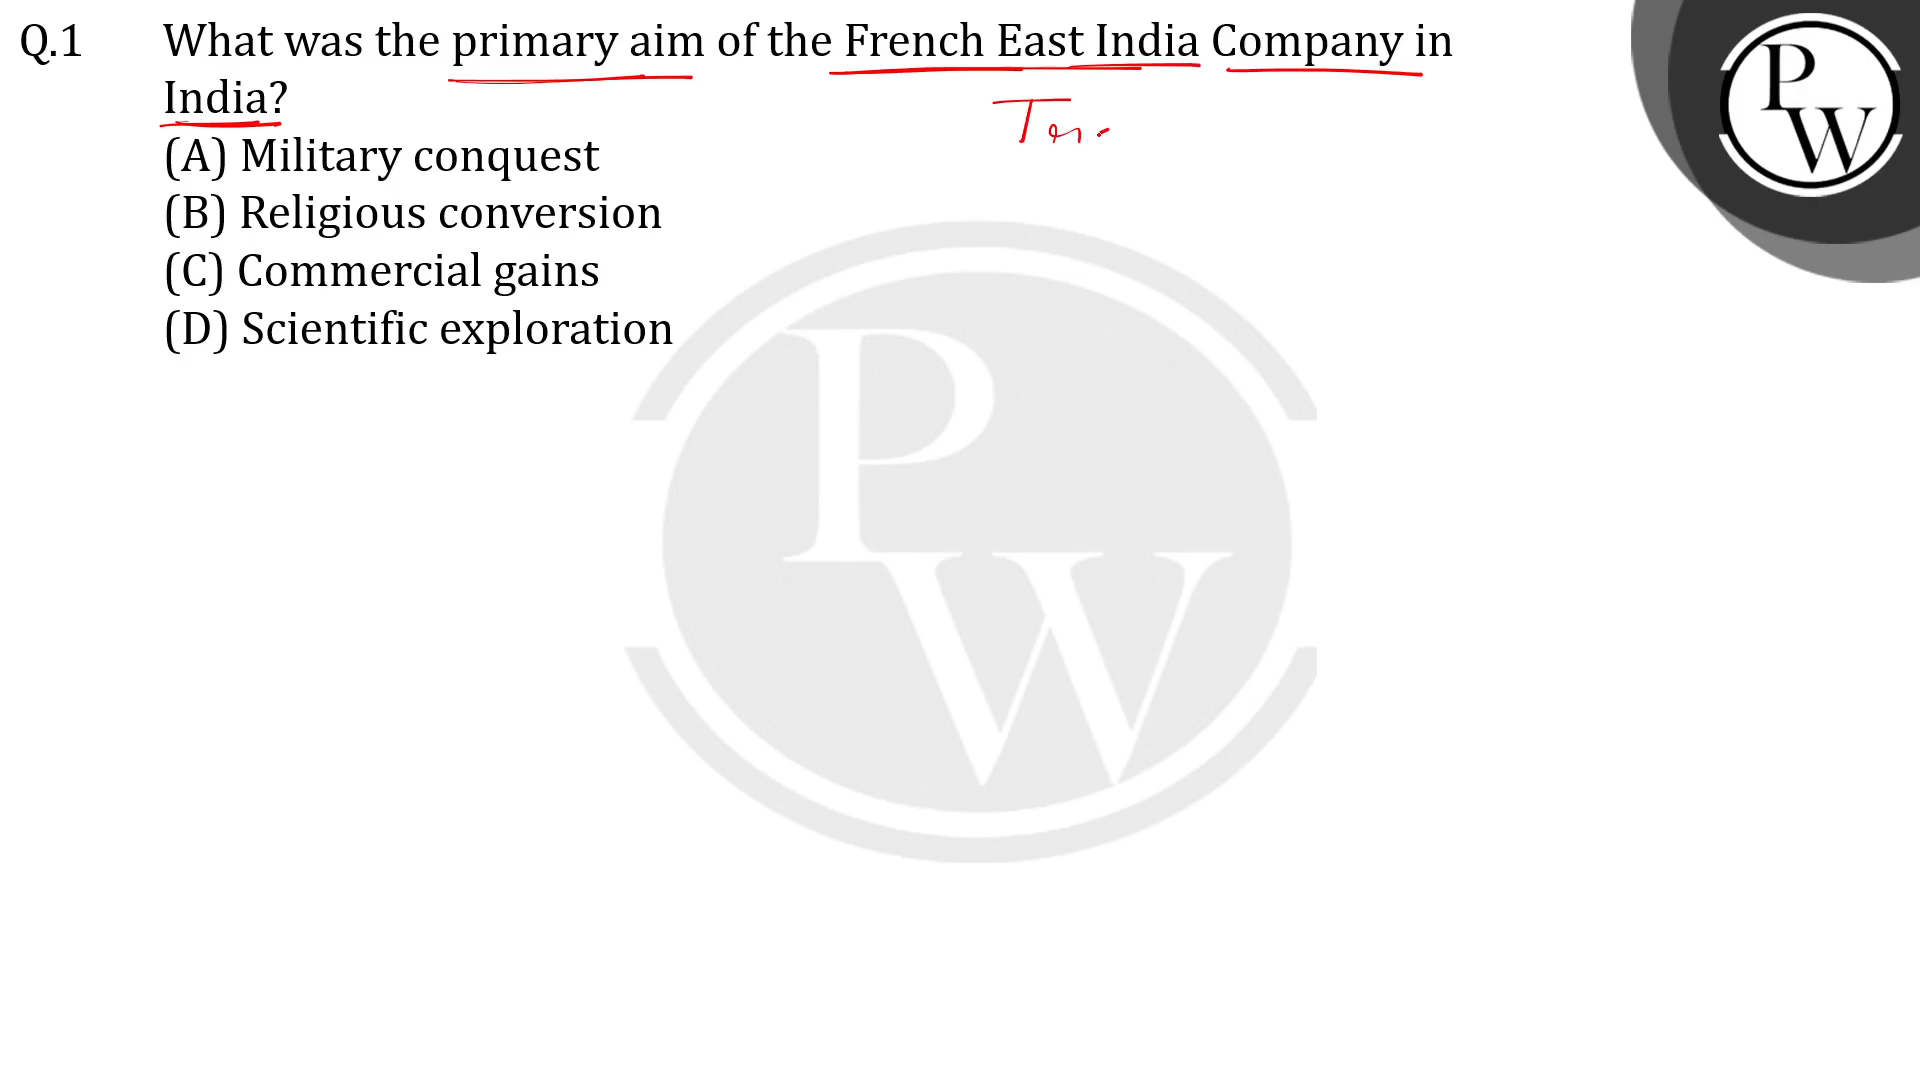 Q.1 What was the primary aim of the French East India Company in
India?
(A) Military conquest
(B) Religious conversion
(C) Commercial gains
(D) Scientific exploration
P
W
P
W